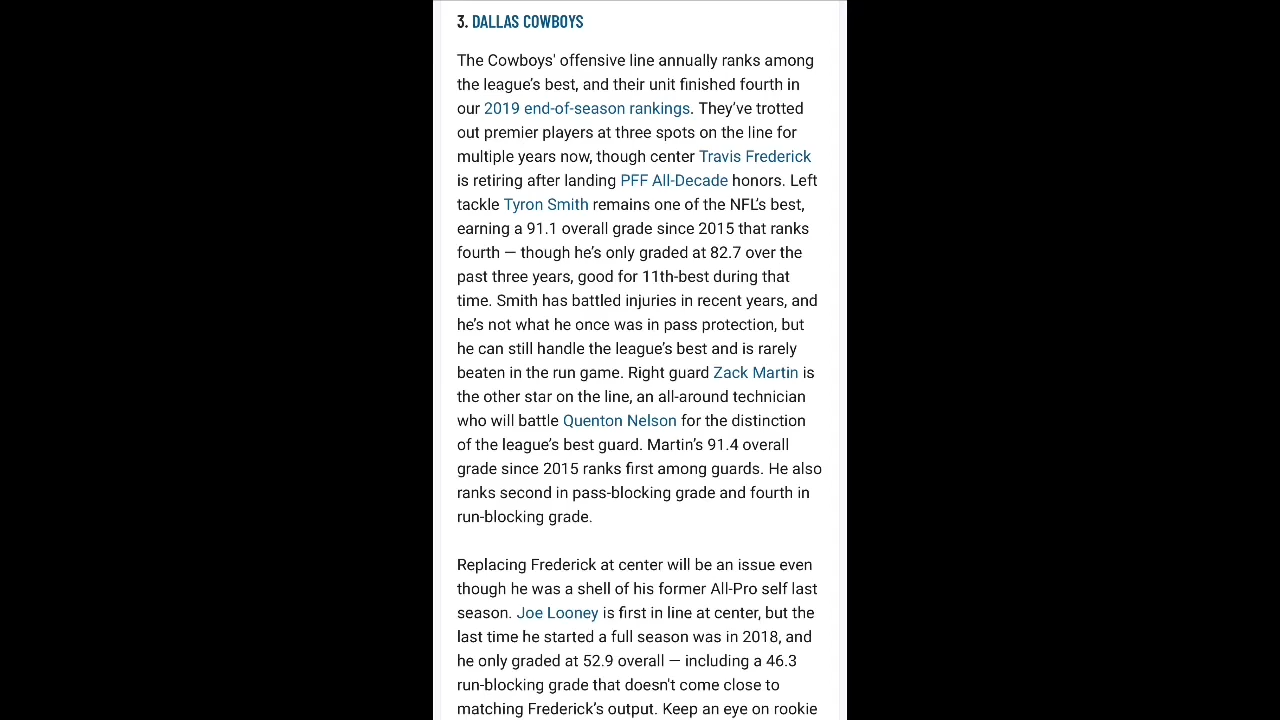 3. DALLAS COWBOYS
The Cowboys' offensive line annually ranks among
the league’s best, and their unit finished fourth in
our 2019 end-of-season rankings. They’ve trotted
out premier players at three spots on the line for
multiple years now, though center Travis Frederick
is retiring after landing PFF All-Decade honors. Left
tackle Tyron Smith remains one of the NFL’s best,
earning a 91.1 overall grade since 2015 that ranks
fourth — though he’s only graded at 82.7 over the
past three years, good for 11th-best during that
time. Smith has battled injuries in recent years, and
he’s not what he once was in pass protection, but
he can still handle the league’s best and is rarely
beaten in the run game. Right guard Zack Martin is
the other star on the line, an all-around technician
who will battle Quenton Nelson for the distinction
of the league’s best guard. Martin’s 91.4 overall
grade since 2015 ranks first among guards. He also
ranks second in pass-blocking grade and fourth in
run-blocking grade.
Replacing Frederick at center will be an issue even
though he was a shell of his former All-Pro self last
season. Joe Looney is first in line at center, but the
last time he started a full season was in 2018, and
he only graded at 52.9 overall — including a 46.3
run-blocking grade that doesn't come close to
matching Frederick’s output. Keep an eye on rookie